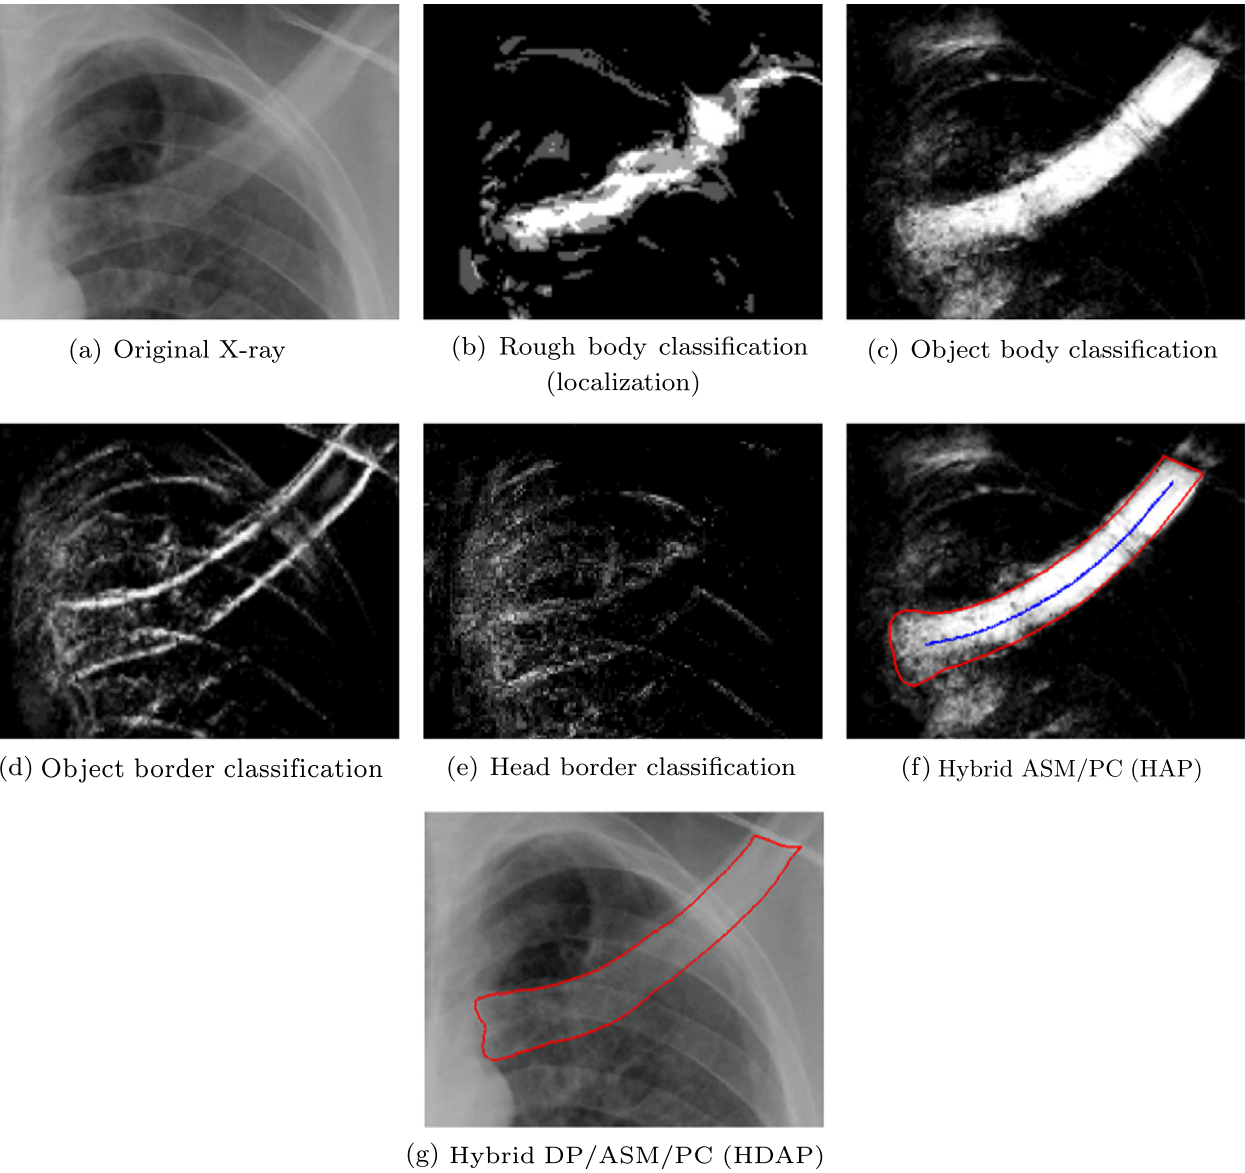 (a) Original X-ray
(b) Rough body classification
(localization)
(c) Object body classification
(d) Object border classification
(e) Head border classification
(f) Hybrid ASM/PC (HAP)
(g) Hybrid DP/ASM/PC (HDAP)